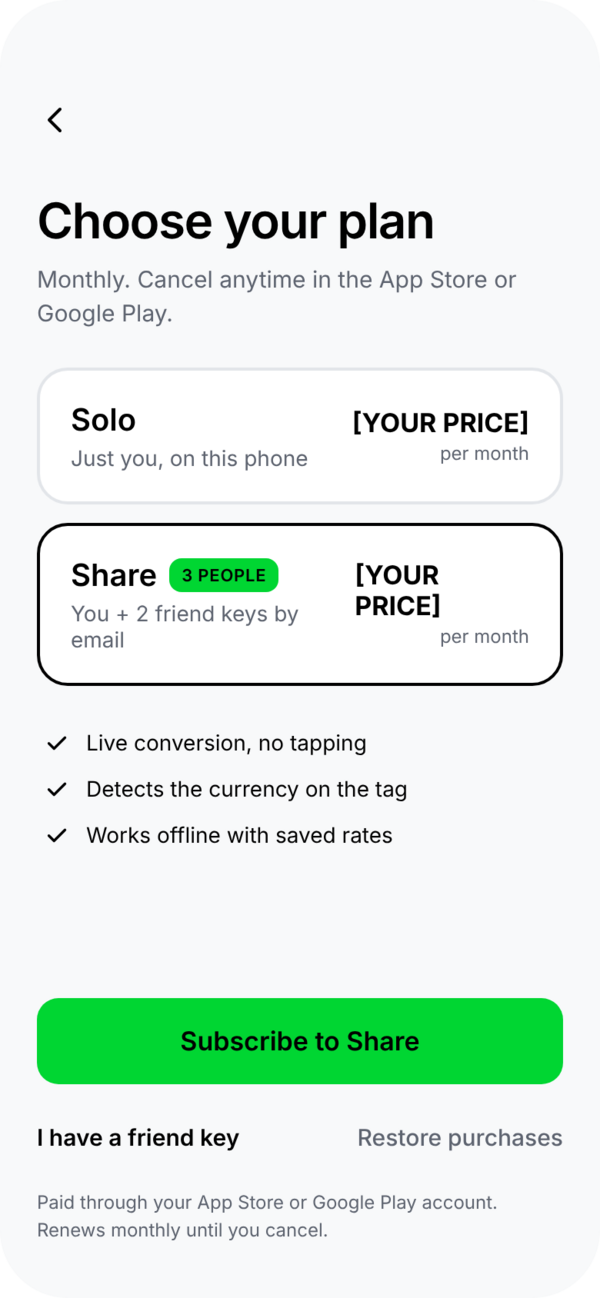 Choose your plan
Monthly. Cancel anytime in the App Store or
Google Play.
Solo
[YOUR PRICE]
Just you, on this phone
per month
Share
3 PEOPLE
[YOUR
PRICE]
You + 2 friend keys by
email
per month
Live conversion, no tapping
Detects the currency on the tag
Works offline with saved rates
Subscribe to Share
I have a friend key
Restore purchases
Paid through your App Store or Google Play account.
Renews monthly until you cancel.